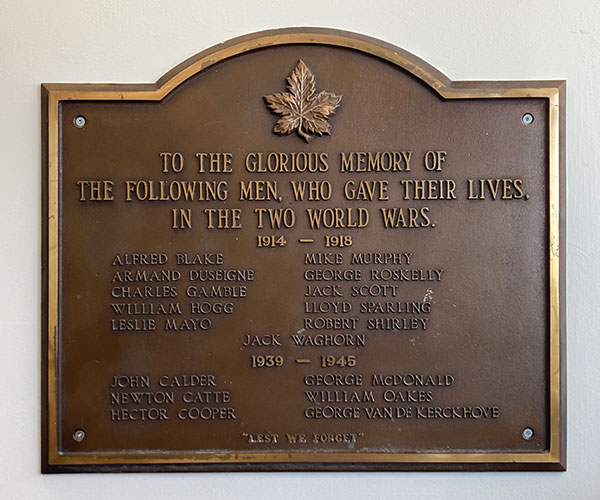 TO THE GLORIOUS MEMORY OF
THE FOLLOWING MEN, WHO GAVE THEIR LIVES,
IN THE TWO WORLD WARS.
1914 — 1918
ALFRED BLAKE MIKE MURPHY
ARMAND DUSEIGNE GEORGE ROSKELLY
CHARLES GAMBLE JACK SCOTT
WILLIAM HOGG LLOYD SPARLING
LESLIE MAYO ROBERT SHIRLEY
JACK WAGHORN
1939 — 1945
JOHN CALDER GEORGE McDONALD
NEWTON CATTE WILLIAM OAKES
HECTOR COOPER GEORGE VAN DE KERCKHOVE
"LEST WE FORGET"